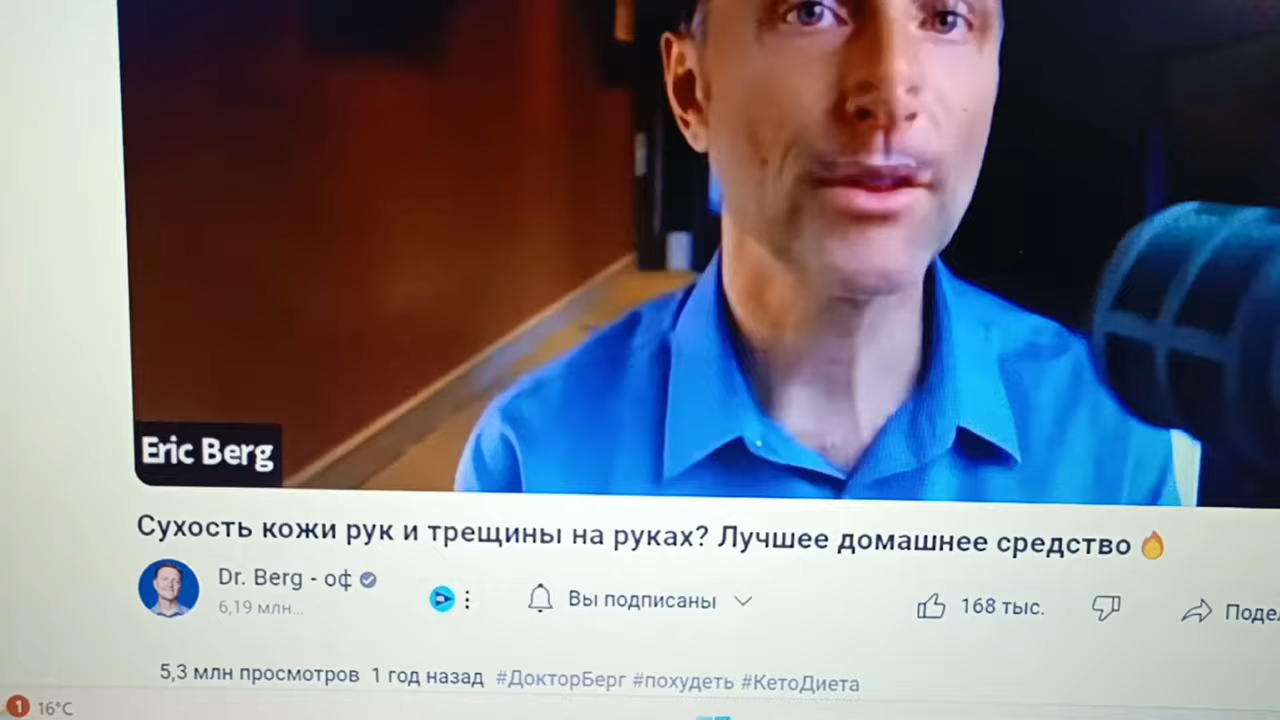 Eric Berg
Сухость кожи рук и трещины на руках? Лучшее домашнее средство 🔥
Dr. Berg - оф
6,19 млн...
Вы подписаны
168 тыс.
Поде
5,3 млн просмотров 1 год назад #ДокторБерг #похудеть #КетоДиета
1 16°C